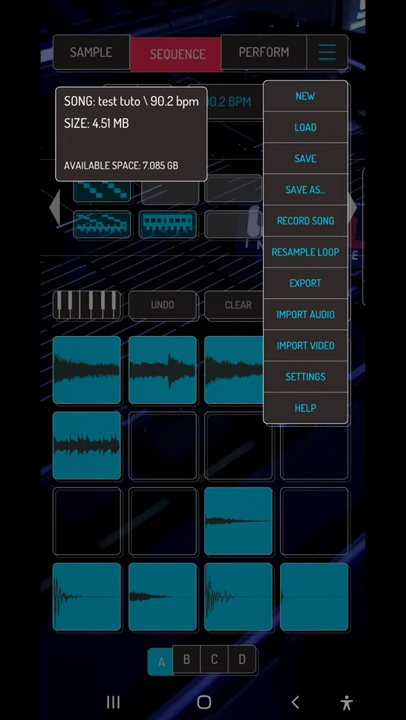 SAMPLE
SEQUENCE
PERFORM
SONG: test tuto \ 90.2 bpm
SIZE: 4.51 MB
AVAILABLE SPACE: 7.085 GB
90.2 BPM
NEW
LOAD
SAVE
SAVE AS...
RECORD SONG
RESAMPLE LOOP
EXPORT
IMPORT AUDIO
IMPORT VIDEO
SETTINGS
HELP
UNDO
CLEAR
A
B
C
D